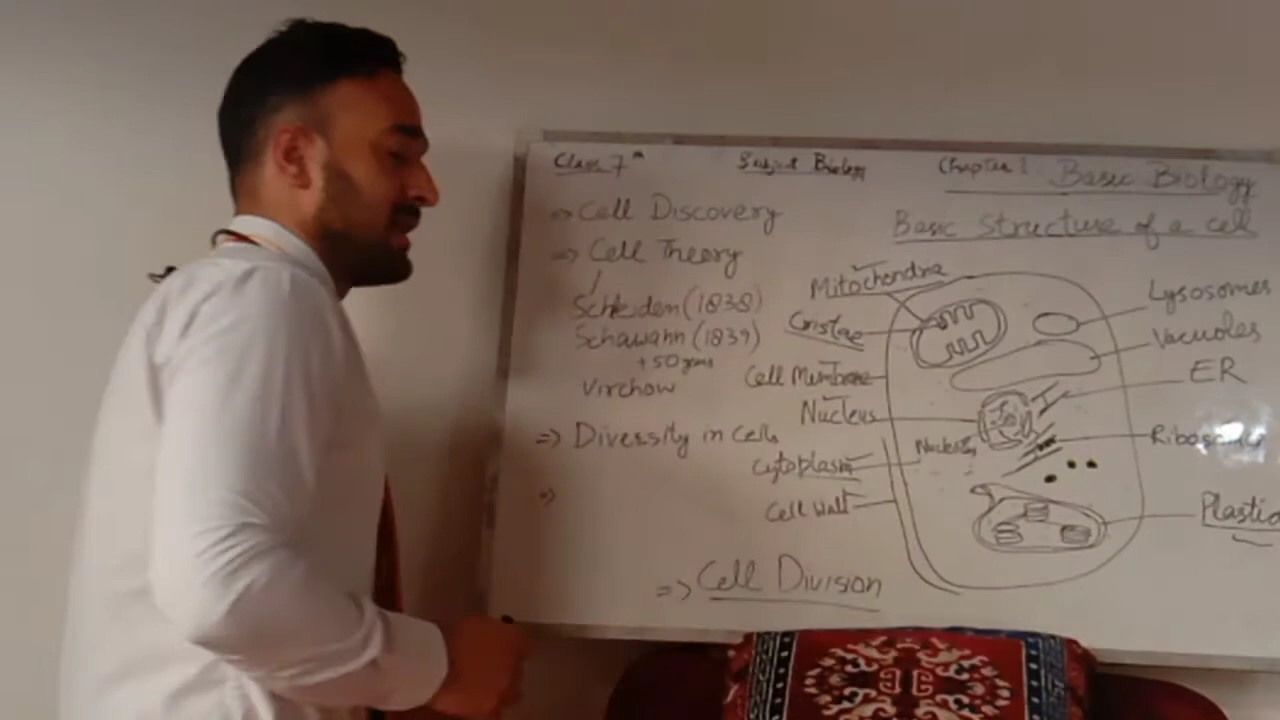 Class 7th Subject Biology Chapter 1 Basic Biology
=> Cell Discovery
Basic Structure of a cell
=> Cell Theory
Schleiden (1838)
Schawann (1839)
+50 years
Virchow
=> Diversity in Cells
=>
=> Cell Division
Mitochondria
Cristae
Cell Membrane
Nucleus
Cytoplasm
Cell Wall
Lysosomes
Vacuoles
ER
Ribosomes
Plastid